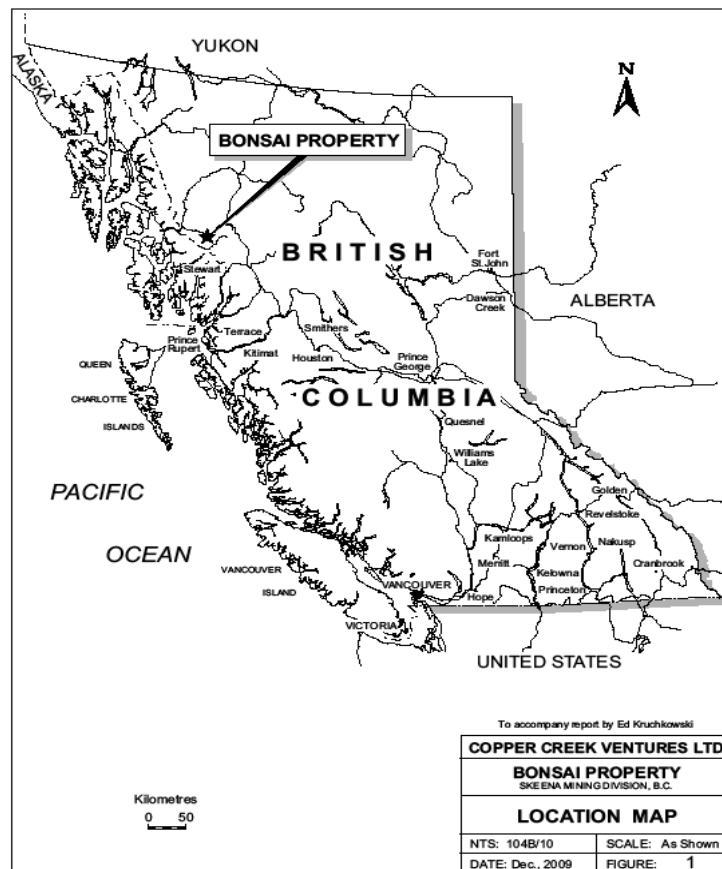 YUKON
ALASKA
N
BONSAI PROPERTY
BRITISH
Fort
St.John
Stewart
Dawson
Creek
ALBERTA
Prince
Rupert
Terrace
Smithers
Kitimat
Houston
Prince
George
QUEEN
CHARLOTTE
ISLANDS
COLUMBIA
Quesnel
Williams
Lake
PACIFIC
OCEAN
Golden
Revelstoke
Kamloops
Vernon
Nakusp
Merritt
Cranbrook
Kelowna
Princeton
Hope
VANCOUVER
ISLAND
VANCOUVER
VICTORIA
UNITED STATES
To accompany report by Ed Kruchkowski
COPPER CREEK VENTURES LTD
BONSAI PROPERTY
SKEENA MINING DIVISION, B.C.
LOCATION MAP
NTS: 104B/10 SCALE: As Shown
DATE: Dec., 2009 FIGURE: 1
Kilometres
0 50